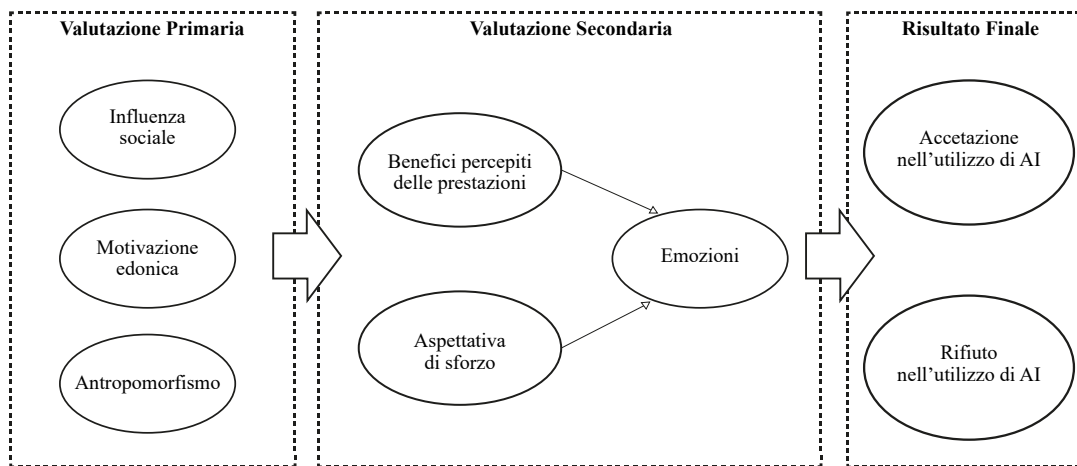 Valutazione Primaria
Influenza
sociale
Motivazione
edonica
Antropomorfismo
Valutazione Secondaria
Benefici percepiti
delle prestazioni
Aspettativa
di sforzo
Emozioni
Risultato Finale
Accetazione
nell’utilizzo di AI
Rifiuto
nell’utilizzo di AI